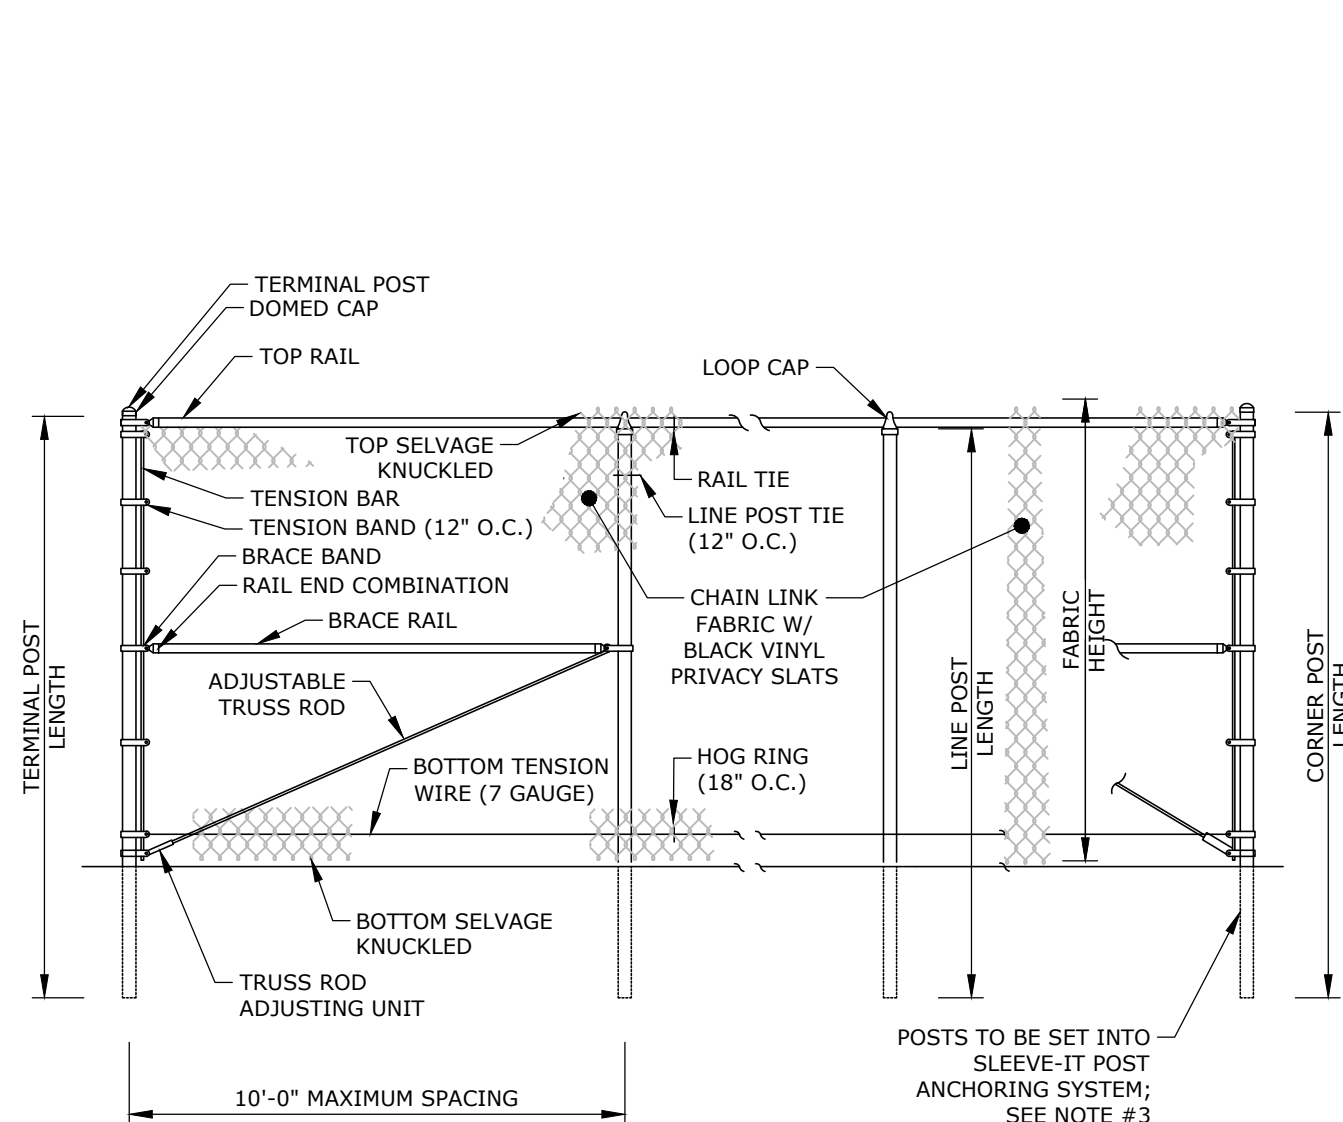 TERMINAL POST
DOMED CAP
TOP RAIL
LOOP CAP
TOP SELVAGE
KNUCKLED
RAIL TIE
TENSION BAR
LINE POST TIE
(12" O.C.)
TENSION BAND (12" O.C.)
BRACE BAND
RAIL END COMBINATION
BRACE RAIL
CHAIN LINK
FABRIC W/
BLACK VINYL
PRIVACY SLATS
FABRIC
HEIGHT
TERMINAL POST
LENGTH
LINE POST
LENGTH
CORNER POST
LENGTH
ADJUSTABLE
TRUSS ROD
BOTTOM TENSION
WIRE (7 GAUGE)
HOG RING
(18" O.C.)
BOTTOM SELVAGE
KNUCKLED
TRUSS ROD
ADJUSTING UNIT
POSTS TO BE SET INTO
SLEEVE-IT POST
ANCHORING SYSTEM;
SEE NOTE #3
10'-0" MAXIMUM SPACING